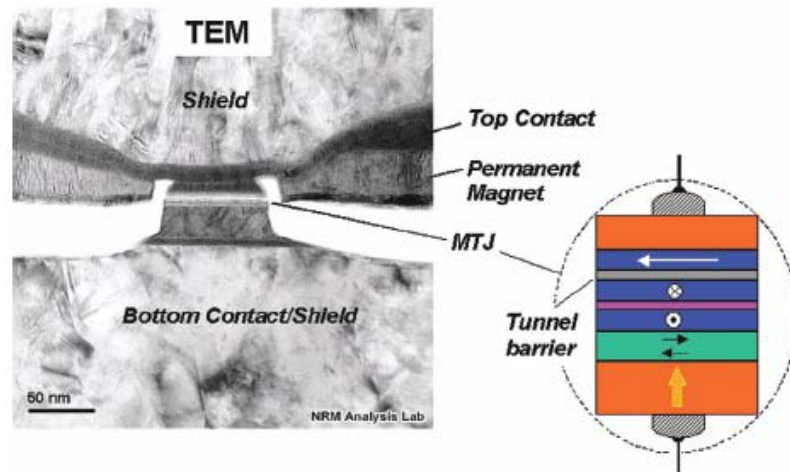 TEM
Shield
Top Contact
Permanent
Magnet
MTJ
Bottom Contact/Shield
Tunnel
barrier
50 nm
NRM Analysis Lab